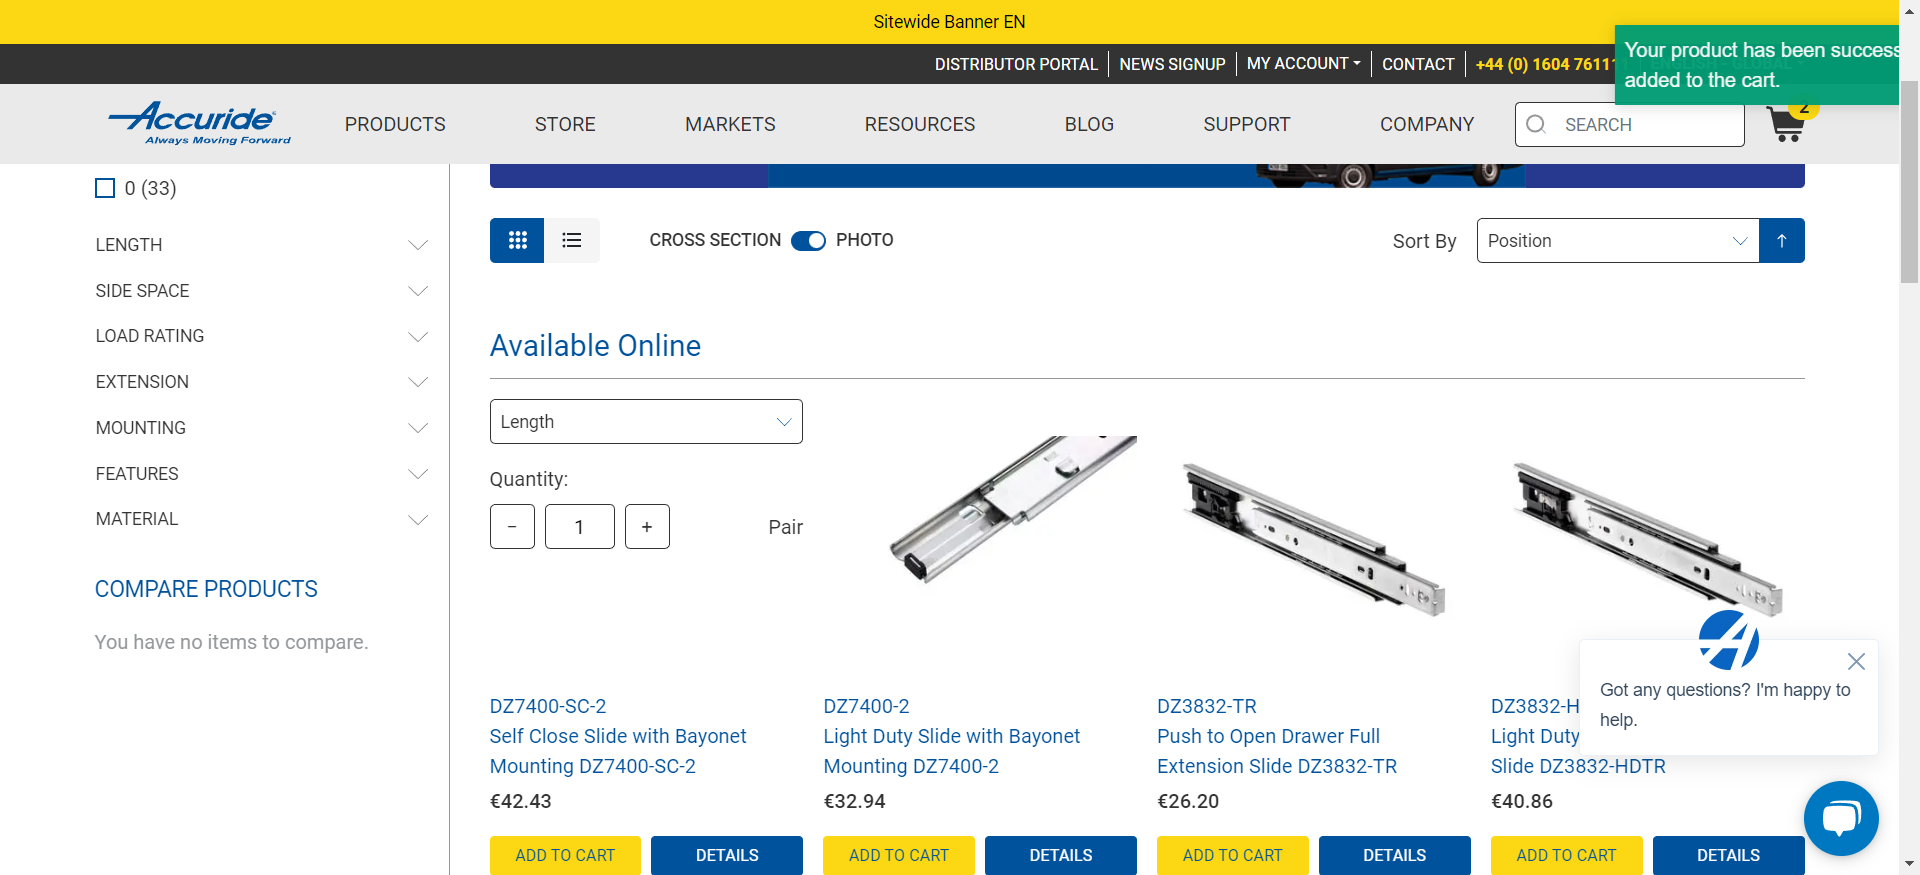 Sitewide Banner EN
DISTRIBUTOR PORTAL
NEWS SIGNUP
MY ACCOUNT
CONTACT
+44 (0) 1604 76111
Your product has been success
added to the cart.
Accuride
Always Moving Forward
PRODUCTS
STORE
MARKETS
RESOURCES
BLOG
SUPPORT
COMPANY
SEARCH
2
0 (33)
LENGTH
SIDE SPACE
LOAD RATING
EXTENSION
MOUNTING
FEATURES
MATERIAL
COMPARE PRODUCTS
You have no items to compare.
CROSS SECTION
PHOTO
Sort By
Position
Available Online
Length
Quantity:
−
1
+
Pair
DZ7400-SC-2
Self Close Slide with Bayonet
Mounting DZ7400-SC-2
€42.43
ADD TO CART
DETAILS
DZ7400-2
Light Duty Slide with Bayonet
Mounting DZ7400-2
€32.94
ADD TO CART
DETAILS
DZ3832-TR
Push to Open Drawer Full
Extension Slide DZ3832-TR
€26.20
ADD TO CART
DETAILS
DZ3832-H
Light Duty
Slide DZ3832-HDTR
€40.86
ADD TO CART
DETAILS
Got any questions? I'm happy to
help.